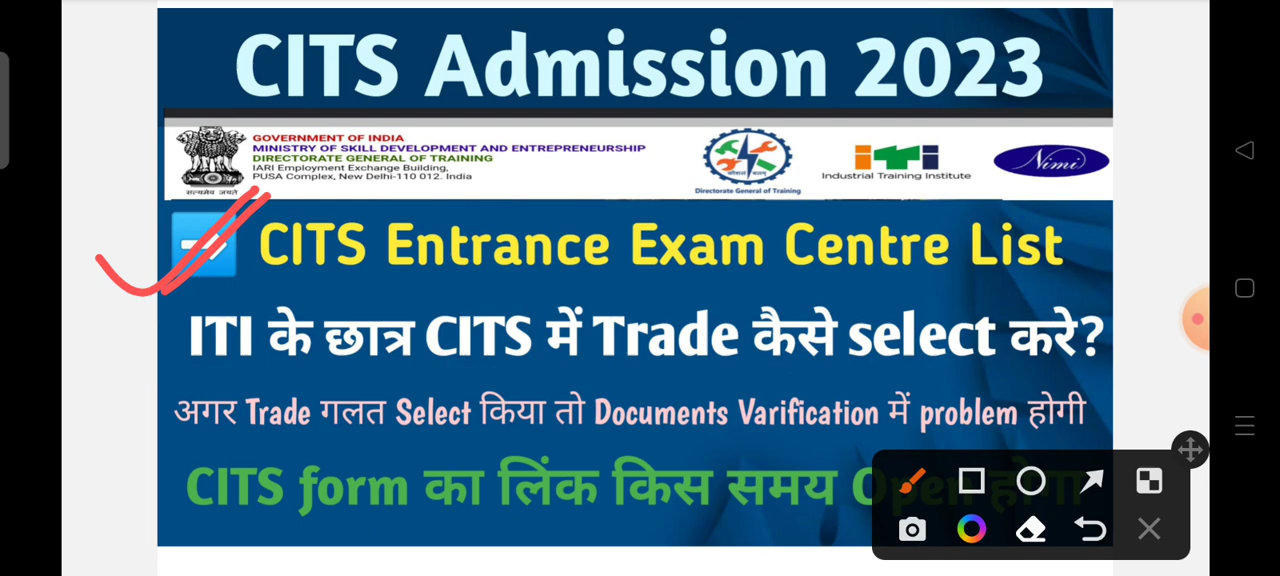 CITS Admission 2023
GOVERNMENT OF INDIA
MINISTRY OF SKILL DEVELOPMENT AND ENTREPRENEURSHIP
DIRECTORATE GENERAL OF TRAINING
IARI Employment Exchange Building,
PUSA Complex, New Delhi-110 012. India
सत्यमेव जयते
Directorate General of Training
iTi
Industrial Training Institute
Nimi
CITS Entrance Exam Centre List
ITI के छात्र CITS में Trade कैसे select करे?
अगर Trade गलत Select किया तो Documents Varification में problem होगी
CITS form का लिंक किस समय Open होगा